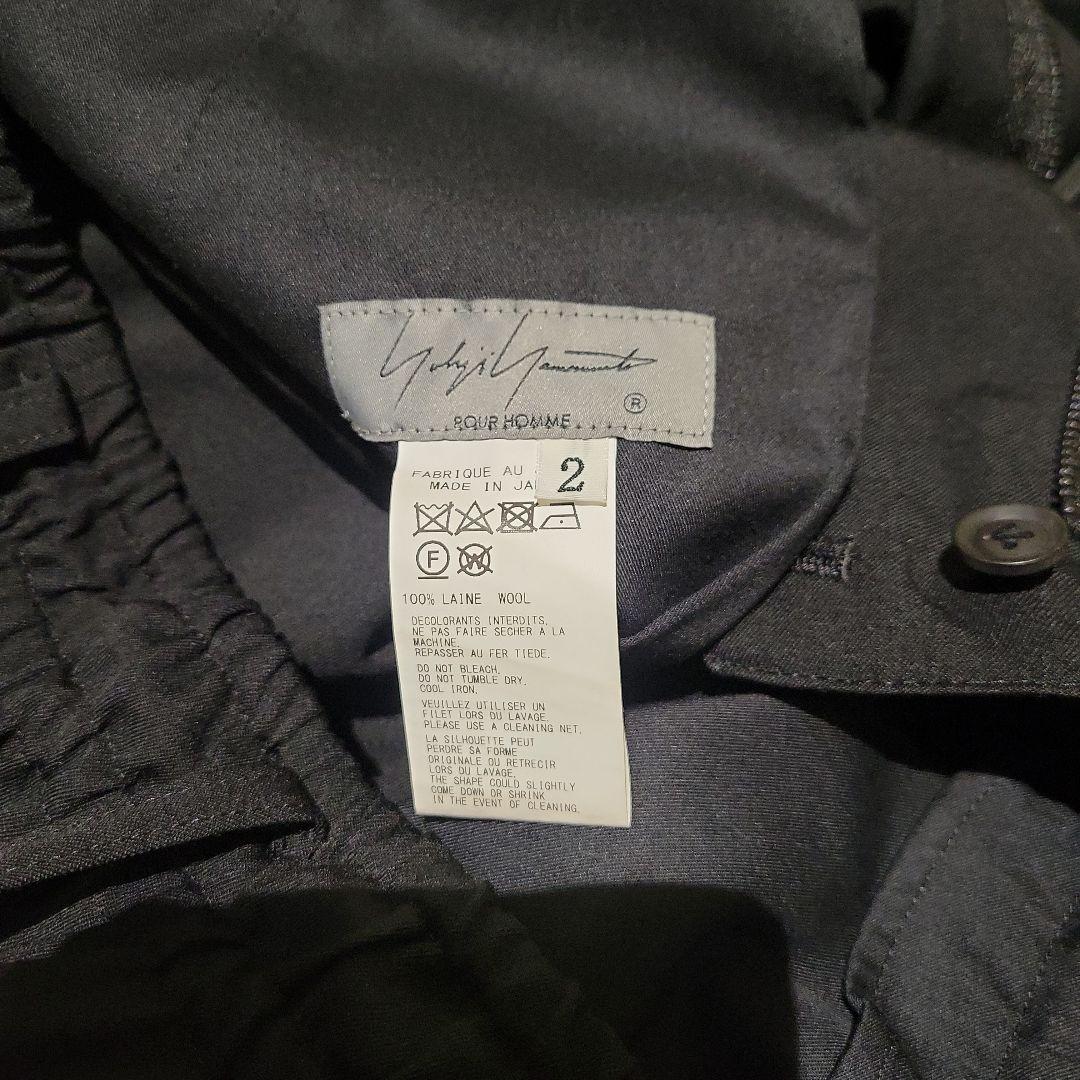 Yohji Yamamoto
®
POUR HOMME
FABRIQUE AU
MADE IN
2
F
W
100% LAINE WOOL
DECOLORANTS INTERDITS.
NE PAS FAIRE SECHER A LA
MACHINE.
REPASSER AU FER TIEDE.
DO NOT BLEACH.
DO NOT TUMBLE DRY.
COOL IRON.
VEUILLEZ UTILISER UN
FILET LORS DU LAVAGE.
PLEASE USE A CLEANING NET.
LA SILHOUETTE PEUT
PERDRE SA FORME
ORIGINALE OU RETRECIR
LORS DU LAVAGE.
THE SHAPE COULD SLIGHTLY
COME DOWN OR SHRINK
IN THE EVENT OF CLEANING.